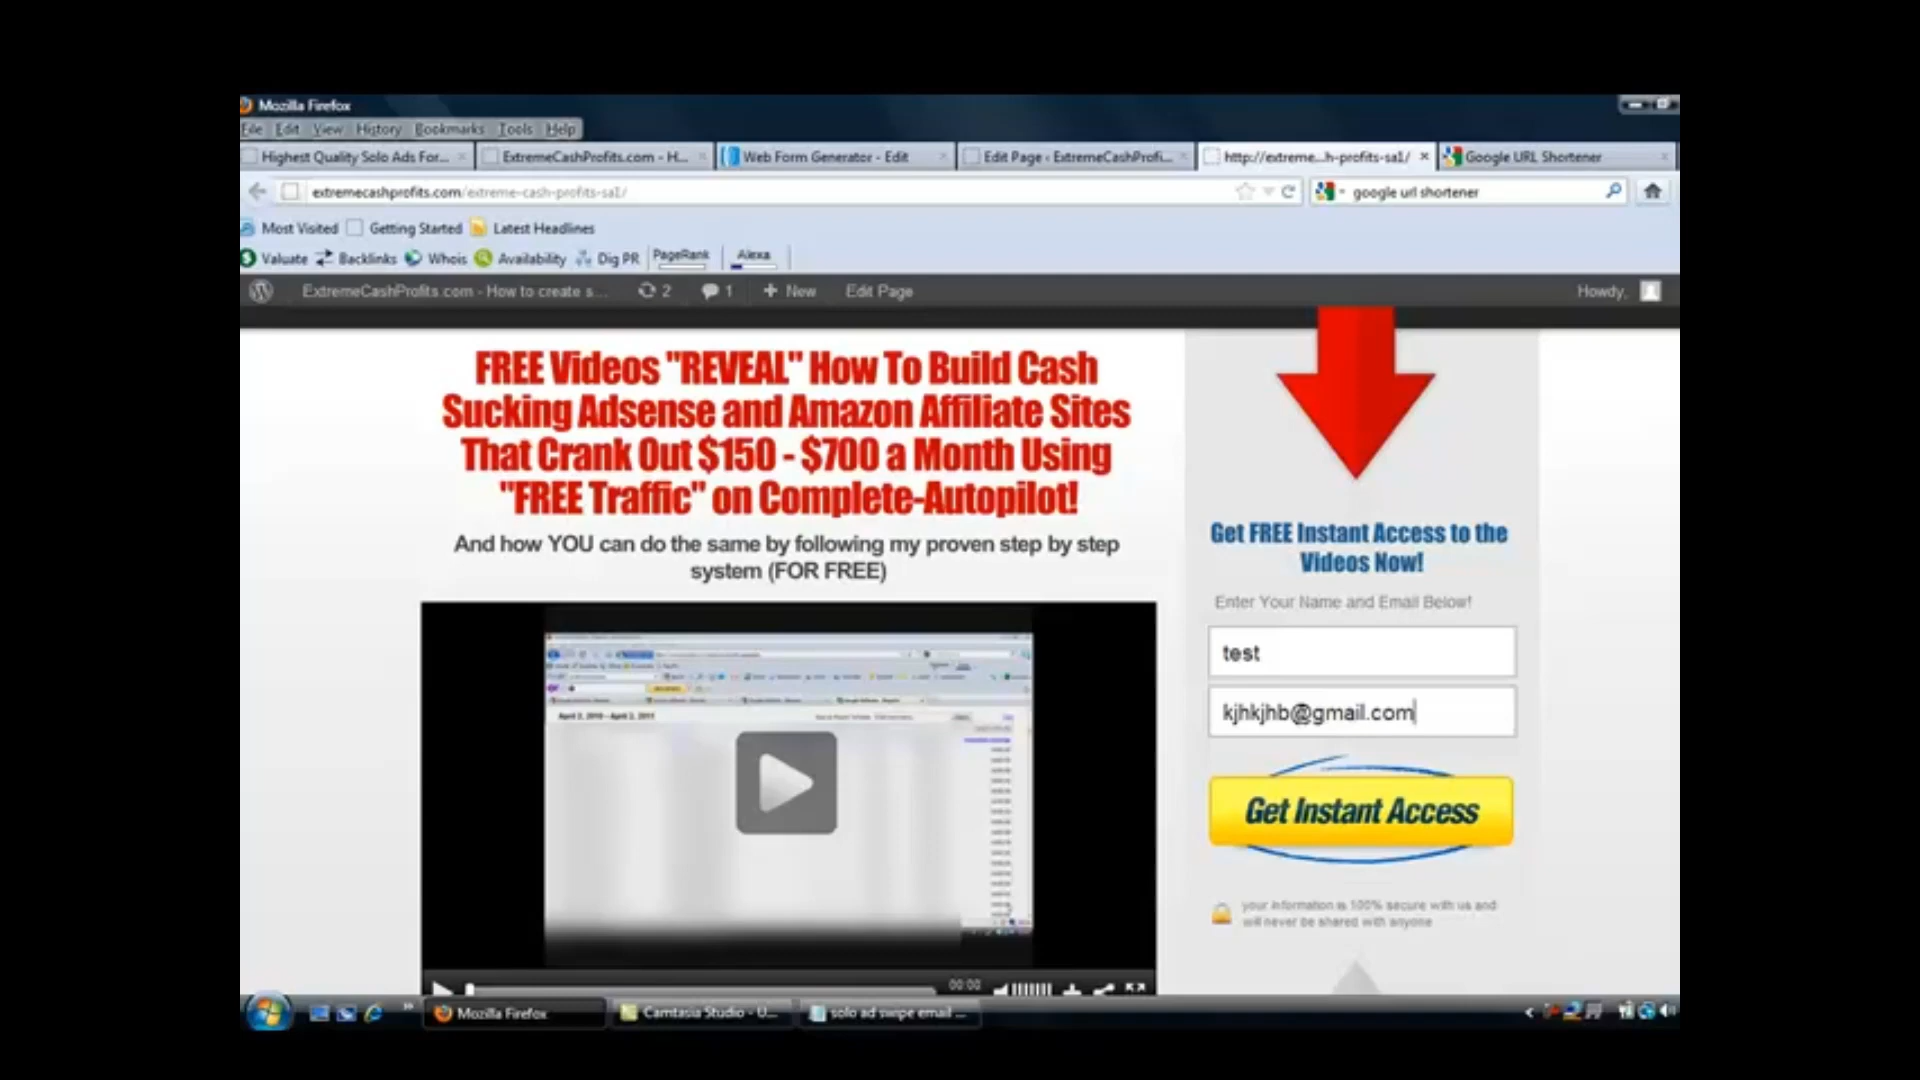 Mozilla Firefox
File Edit View History Bookmarks Tools Help
Highest Quality Solo Ads For...
ExtremeCashProfits.com - H...
Web Form Generator - Edit
Edit Page ‹ ExtremeCashProfi...
http://extreme...h-profits-sa1/
Google URL Shortener
extremecashprofits.com/extreme-cash-profits-sa1/
google url shortener
Most Visited Getting Started Latest Headlines
Valuate Backlinks Whois Availability Dig PR PageRank Alexa
ExtremeCashProfits.com - How to create s... 2 1 + New Edit Page Howdy,
FREE Videos "REVEAL" How To Build Cash
Sucking Adsense and Amazon Affiliate Sites
That Crank Out $150 - $700 a Month Using
"FREE Traffic" on Complete-Autopilot!
And how YOU can do the same by following my proven step by step
system (FOR FREE)
April 2, 2010 - April 2, 2011
00:00
Get FREE Instant Access to the
Videos Now!
Enter Your Name and Email Below!
test
kjhkjhb@gmail.com
Get Instant Access
your information is 100% secure with us and
will never be shared with anyone
Mozilla Firefox
Camtasia Studio - U...
solo ad swipe email ...